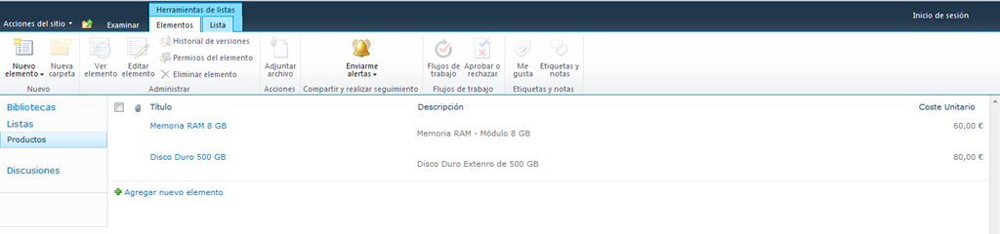 Herramientas de listas
Acciones del sitio Examinar Elementos Lista Inicio de sesión
Nuevo elemento Nueva carpeta Ver elemento Editar elemento Historial de versiones Permisos del elemento Eliminar elemento Adjuntar archivo Enviarme alertas Flujos de trabajo Aprobar o rechazar Me gusta Etiquetas y notas
Nuevo Administrar Acciones Compartir y realizar seguimiento Flujos de trabajo Etiquetas y notas
Bibliotecas
Listas
Productos
Discusiones
Título Descripción Coste Unitario
Memoria RAM 8 GB Memoria RAM - Módulo 8 GB 60,00 €
Disco Duro 500 GB Disco Duro Extenro de 500 GB 80,00 €
Agregar nuevo elemento